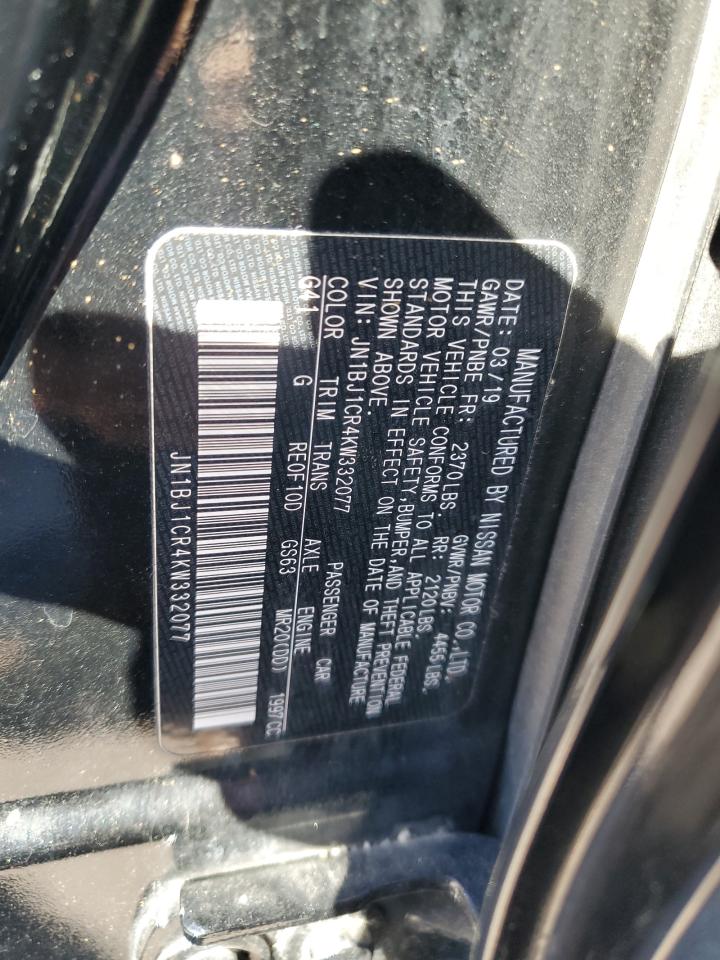 MANUFACTURED BY NISSAN MOTOR CO.,LTD.
DATE: 03/19 GVWR/PNBV: 4455LBS,
GAWR/PNBE FR: 2370LBS. RR: 2120LBS
THIS VEHICLE CONFORMS TO ALL APPLICABLE FEDERAL
MOTOR VEHICLE SAFETY,BUMPER,AND THEFT PREVENTION
STANDARDS IN EFFECT ON THE DATE OF MANUFACTURE
SHOWN ABOVE.
VIN: JN1BJ1CR4KW332077 PASSENGER CAR
COLOR TRIM TRANS AXLE ENGINE
G41 G RE0F10D GS63 MR20(DD) 1997CC
JN1BJ1CR4KW332077